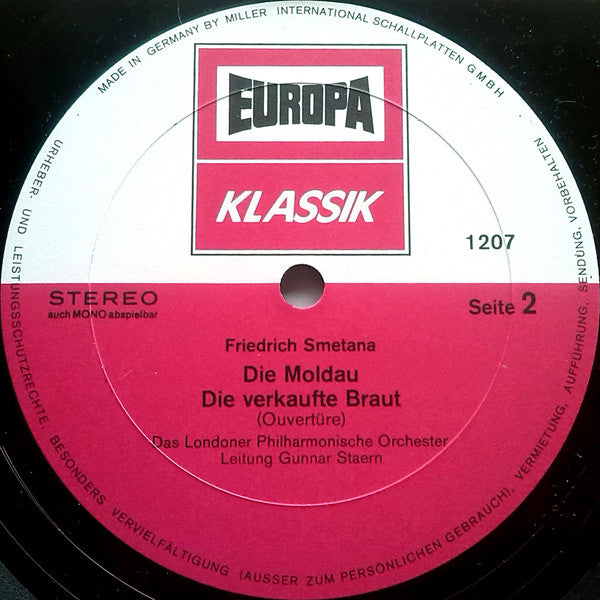 MADE IN GERMANY BY MILLER INTERNATIONAL SCHALLPLATTEN GMBH
EUROPA
KLASSIK
1207
STEREO
auch MONO abspielbar
Seite 2
Friedrich Smetana
Die Moldau
Die verkaufte Braut
(Ouvertüre)
Das Londoner Philharmonische Orchester
Leitung Gunnar Staern
URHEBER- UND LEISTUNGSSCHUTZRECHTE, BESONDERS VERVIELFÄLTIGUNG (AUSSER ZUM PERSÖNLICHEN GEBRAUCH), VERMIETUNG, AUFFÜHRUNG, SENDUNG, VORBEHALTEN